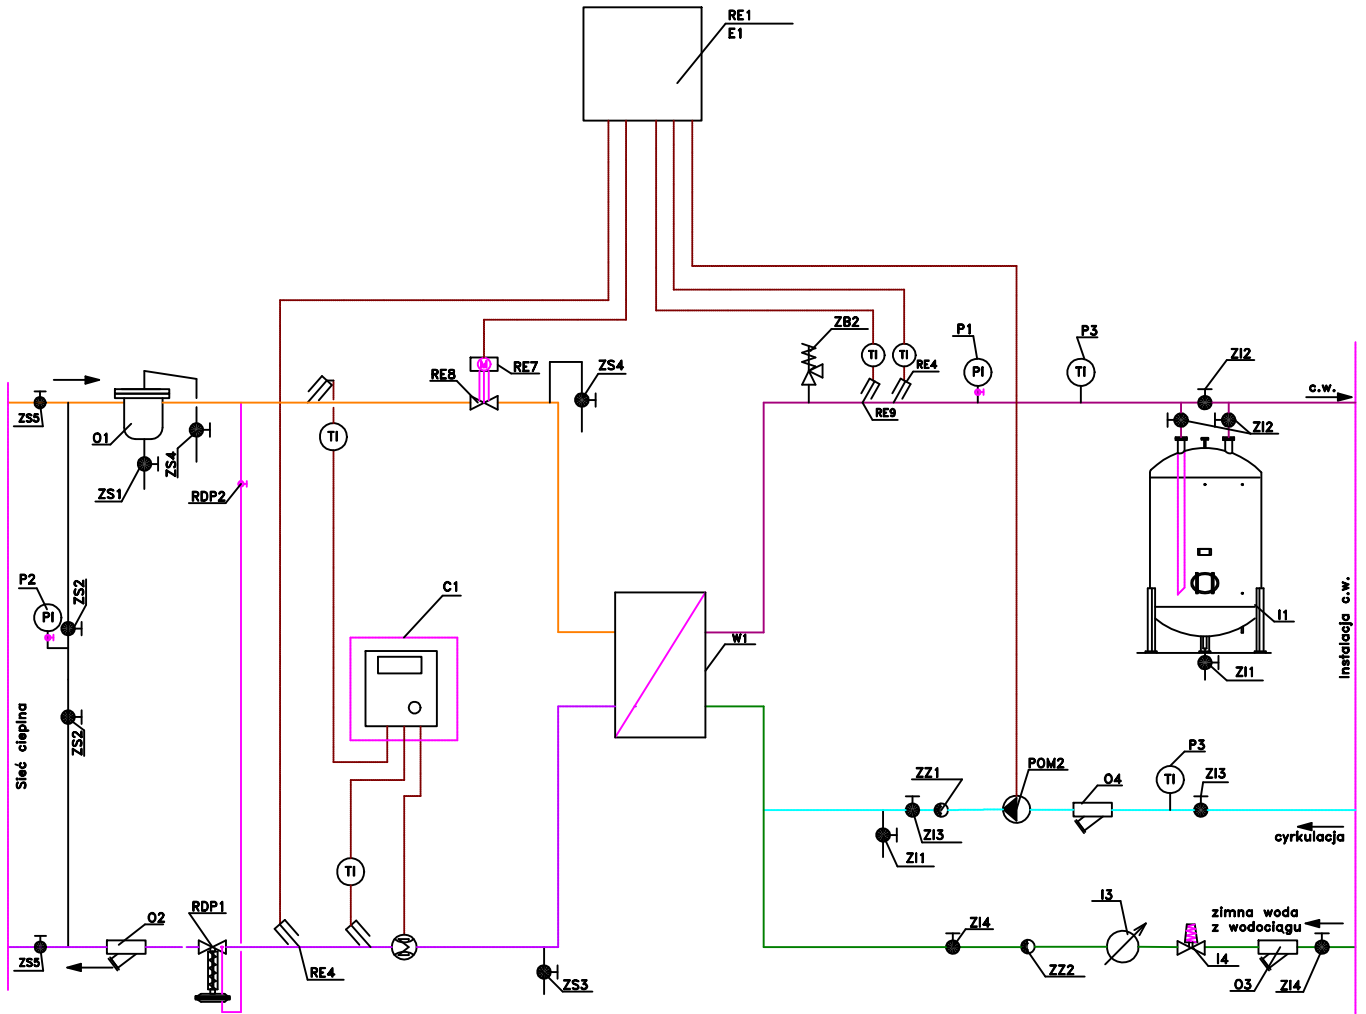 RE1
E1
ZB2
P1
P3
TI
TI
RE4
RE9
PI
TI
ZI2
c.w.
ZI2
RE8
M
RE7
ZS4
ZS5
O1
ZS4
ZS1
RDP2
TI
P2
PI
ZS2
ZS2
C1
W1
I1
ZI1
instalacja c.w.
Sieć cieplna
ZZ1
POM2
O4
P3
TI
ZI3
ZI3
ZI1
cyrkulacja
TI
O2
RDP1
ZS5
RE4
ZS3
ZI4
ZZ2
I3
zimna woda
z wodociągu
I4
O3
ZI4